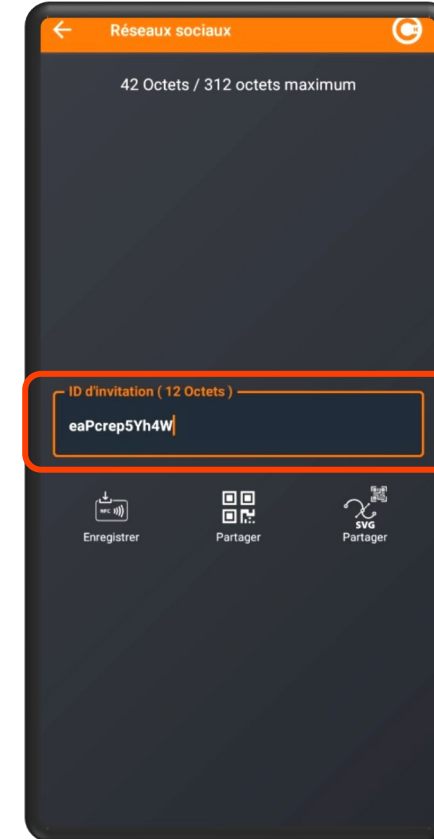 Réseaux sociaux
42 Octets / 312 octets maximum
ID d'invitation ( 12 Octets )
eaPcrep5Yh4W
NFC
SVG
Enregistrer
Partager
Partager